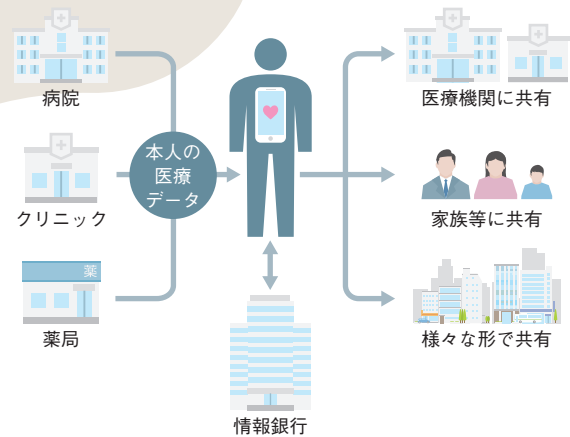 病院
クリニック
薬
薬局
本人の
医療
データ
情報銀行
医療機関に共有
家族等に共有
様々な形で共有